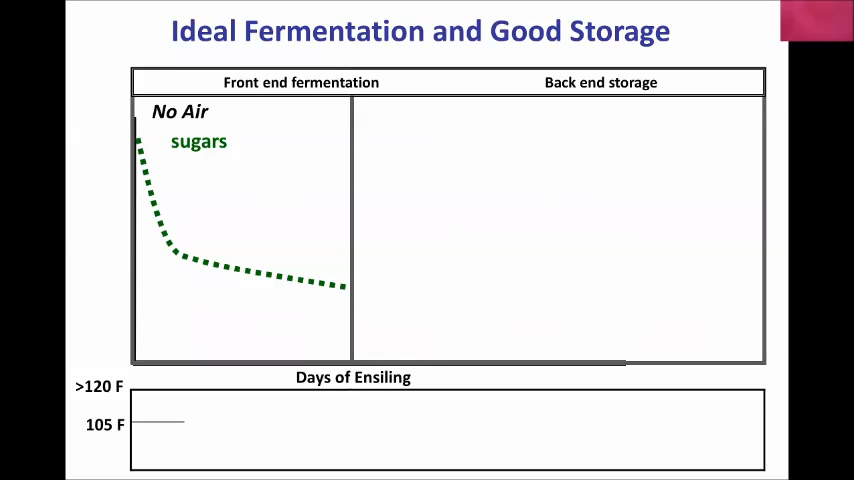 Ideal Fermentation and Good Storage
Front end fermentation Back end storage
No Air
sugars
Days of Ensiling
>120 F
105 F